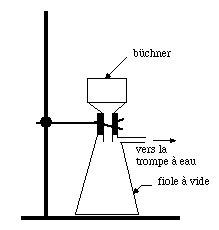 büchner
vers la
trompe à eau
fiole à vide